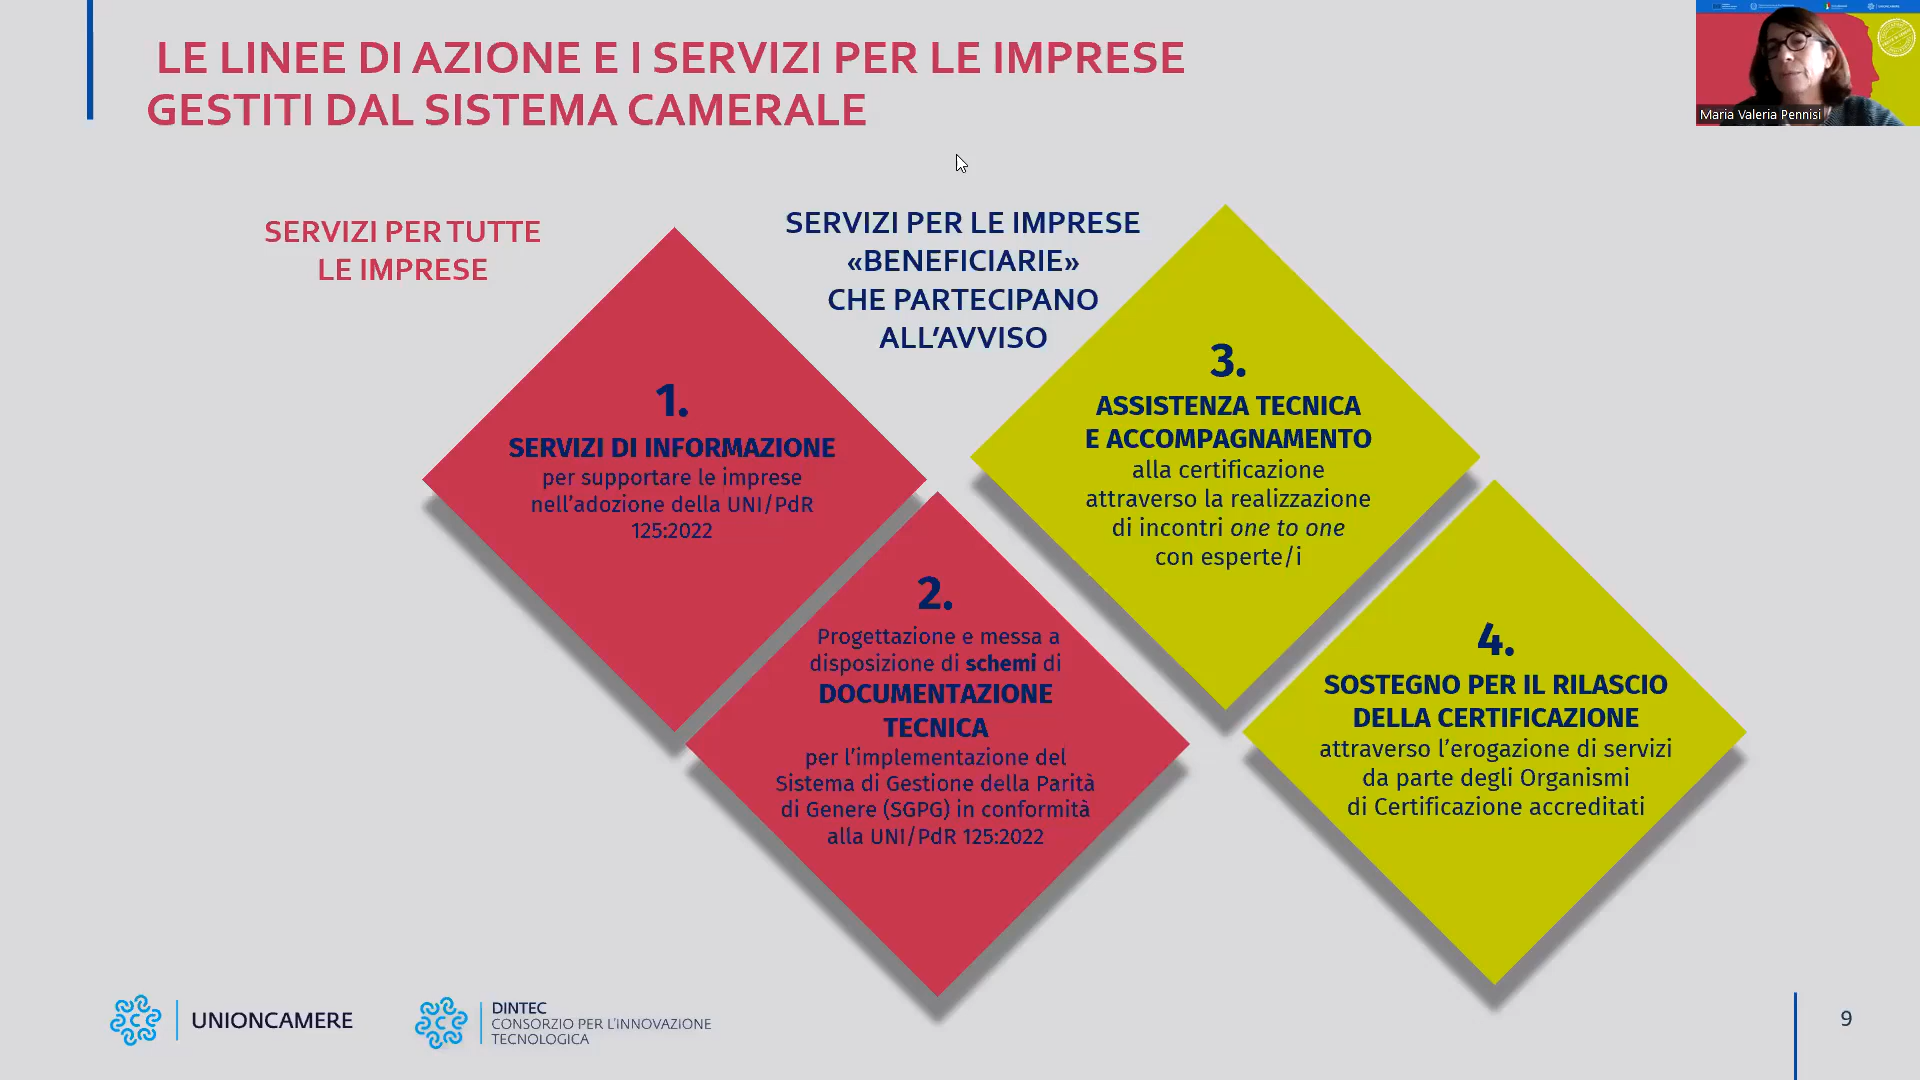 LE LINEE DI AZIONE E I SERVIZI PER LE IMPRESE
GESTITI DAL SISTEMA CAMERALE
Maria Valeria Pennisi
SERVIZI PER TUTTE
LE IMPRESE
SERVIZI PER LE IMPRESE
«BENEFICIARIE»
CHE PARTECIPANO
ALL’AVVISO
1.
SERVIZI DI INFORMAZIONE
per supportare le imprese
nell’adozione della UNI/PdR
125:2022
2.
Progettazione e messa a
disposizione di schemi di
DOCUMENTAZIONE
TECNICA
per l’implementazione del
Sistema di Gestione della Parità
di Genere (SGPG) in conformità
alla UNI/PdR 125:2022
3.
ASSISTENZA TECNICA
E ACCOMPAGNAMENTO
alla certificazione
attraverso la realizzazione
di incontri one to one
con esperte/i
4.
SOSTEGNO PER IL RILASCIO
DELLA CERTIFICAZIONE
attraverso l’erogazione di servizi
da parte degli Organismi
di Certificazione accreditati
UNIONCAMERE
DINTEC
CONSORZIO PER L’INNOVAZIONE
TECNOLOGICA
9